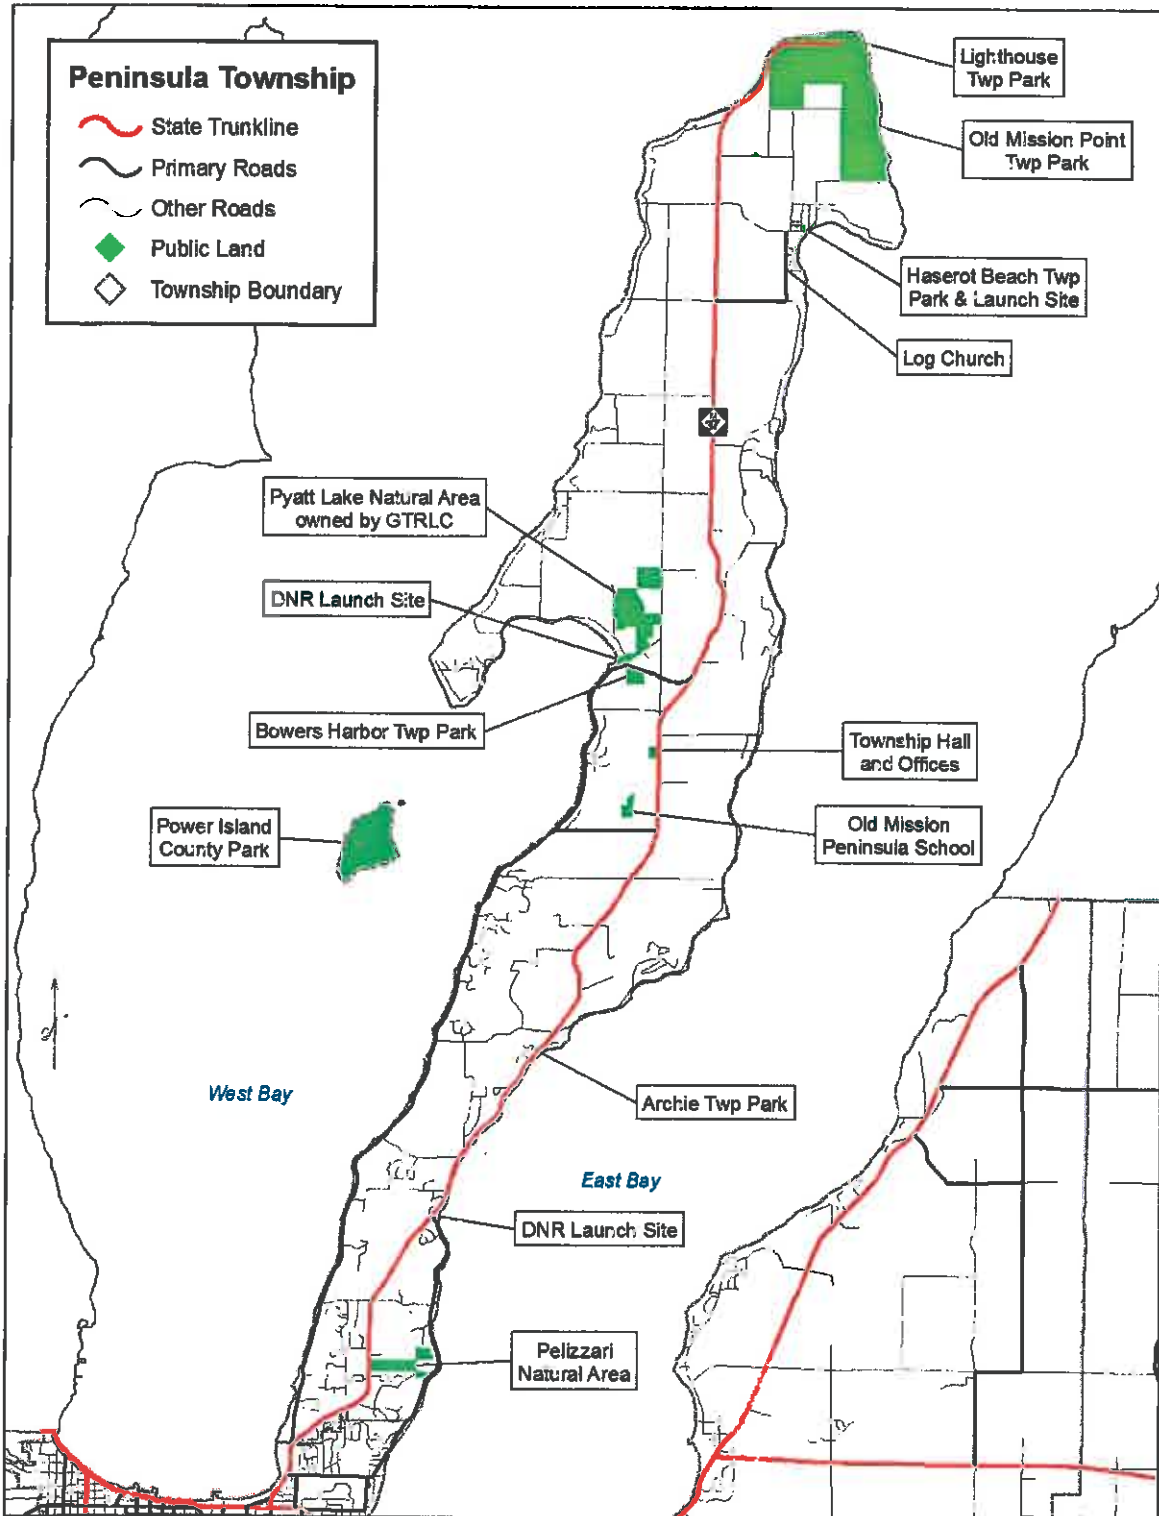 Peninsula Township
State Trunkline
Primary Roads
Other Roads
Public Land
Township Boundary
Lighthouse
Twp Park
Old Mission Point
Twp Park
Haserot Beach Twp
Park & Launch Site
Log Church
Pyatt Lake Natural Area
owned by GTRLC
DNR Launch Site
Bowers Harbor Twp Park
Township Hall
and Offices
Power Island
County Park
Old Mission
Peninsula School
West Bay
Archie Twp Park
East Bay
DNR Launch Site
Pelizzari
Natural Area